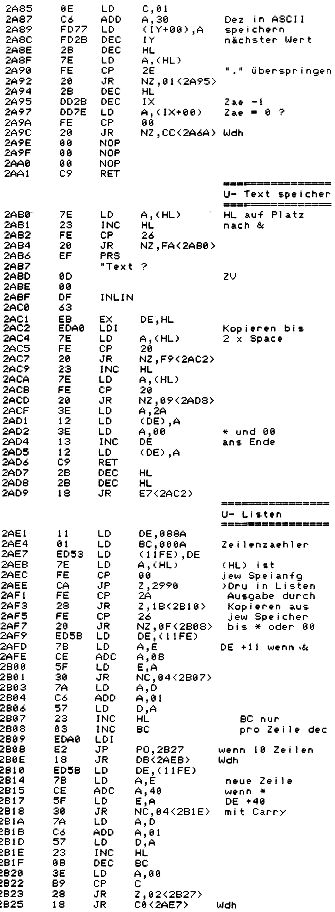 2A85 0E LD C,01
2A87 C6 ADD A,30 Dez in ASCII
2A89 FD77 LD (IY+00),A speichern
2A8C FD2B DEC IY nächster Wert
2A8E 2B DEC HL
2A8F 7E LD A,(HL)
2A90 FE CP 2E "." überspringen
2A92 20 JR NZ,01(2A95)
2A94 2B DEC HL
2A95 DD2B DEC IX Zae -1
2A97 DD7E LD A,(IX+00) Zae = 0 ?
2A9A FE CP 00
2A9C 20 JR NZ,CC(2A6A) Wdh
2A9E 00 NOP
2A9F 00 NOP
2AA0 00 NOP
2AA1 C9 RET
================
U- Text speicher
================
2AB0 7E LD A,(HL) HL auf Platz
2AB1 23 INC HL nach &
2AB2 FE CP 26
2AB4 20 JR NZ,FA(2AB0)
2AB6 EF PRS
2AB7 "Text ?
2ABD 0D ZV
2ABE 00
2ABF DF INLIN
2AC0 63
2AC1 EB EX DE,HL
2AC2 EDA0 LDI Kopieren bis
2AC4 7E LD A,(HL) 2 x Space
2AC5 FE CP 20
2AC7 20 JR NZ,F9(2AC2)
2AC9 23 INC HL
2ACA 7E LD A,(HL)
2ACB FE CP 20
2ACD 20 JR NZ,09(2AD8)
2ACF 3E LD A,2A
2AD1 12 LD (DE),A
2AD2 3E LD A,00 * und 00
2AD4 13 INC DE ans Ende
2AD5 12 LD (DE),A
2AD6 C9 RET
2AD7 2B DEC HL
2AD8 2B DEC HL
2AD9 18 JR E7(2AC2)
================
U- Listen
================
2AE1 11 LD DE,088A
2AE4 01 LD BC,000A Zeilenzaehler
2AE7 ED53 LD (11FE),DE
2AEB 7E LD A,(HL) (HL) ist
2AEC FE CP 00 jew Speianfg
2AEE CA JP Z,2990 )Dru in Listen
2AF1 FE CP 2A Ausgabe durch
2AF3 28 JR Z,1B(2B10) Kopieren aus
2AF5 FE CP 26 jew Speicher
2AF7 20 JR NZ,0F(2B08) bis * oder 00
2AF9 ED5B LD DE,(11FE)
2AFD 7B LD A,E DE +11 wenn &
2AFE CE ADC A,0B
2B00 5F LD E,A
2B01 30 JR NC,04(2B07)
2B03 7A LD A,D
2B04 C6 ADD A,01
2B06 57 LD D,A
2B07 23 INC HL BC nur
2B08 03 INC BC pro Zeile dec
2B09 EDA0 LDI
2B0B E2 JP PO,2B27 wenn 10 Zeilen
2B0E 18 JR DB(2AEB) Wdh
2B10 ED5B LD DE,(11FE)
2B14 7B LD A,E neue Zeile
2B15 CE ADC A,40 wenn *
2B17 5F LD E,A DE +40
2B18 30 JR NC,04(2B1E) mit Carry
2B1A 7A LD A,D
2B1B C6 ADD A,01
2B1D 57 LD D,A
2B1E 23 INC HL
2B1F 0B DEC BC
2B20 3E LD A,00
2B22 B9 CP C
2B23 28 JR Z,02(2B27)
2B25 18 JR C0(2AE7) Wdh